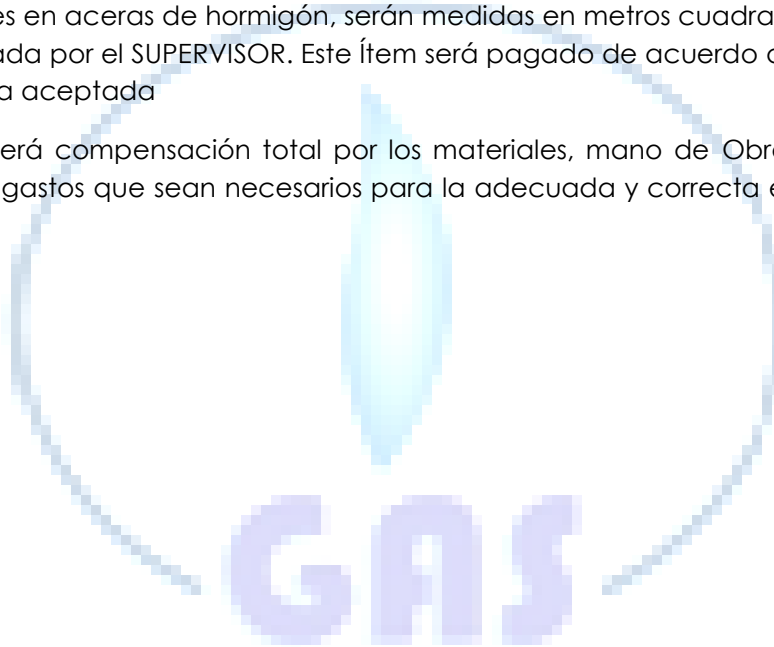 es en aceras de hormigón, serán medidas en metros cuadra
ada por el SUPERVISOR. Este Ítem será pagado de acuerdo a
a aceptada
erá compensación total por los materiales, mano de Obra
gastos que sean necesarios para la adecuada y correcta e
GAS